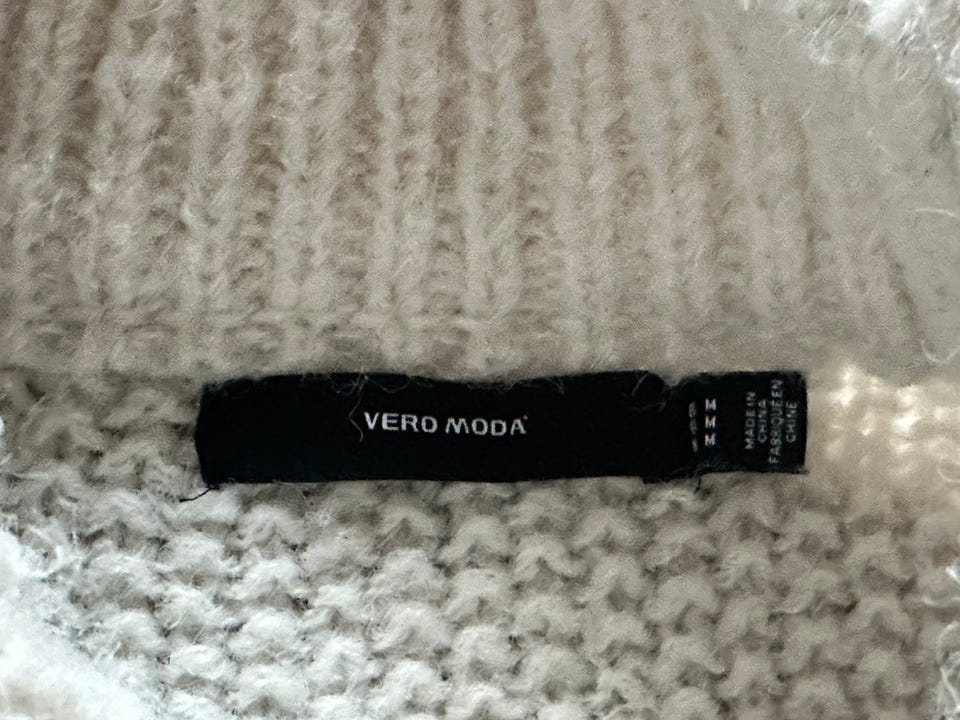 VERO MODA
M
M
M
MADE IN
CHINA
FABRIQUÉ EN
CHINE